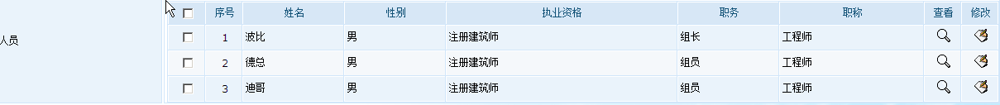 序号 姓名 性别 执业资格 职务 职称 查看 修改
1 波比 男 注册建筑师 组长 工程师
人员
2 德总 男 注册建筑师 组员 工程师
3 迪哥 男 注册建筑师 组员 工程师